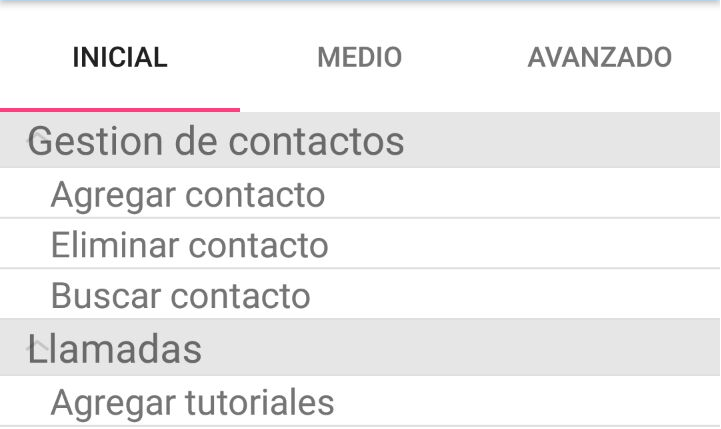 INICIAL MEDIO AVANZADO
Gestion de contactos
Agregar contacto
Eliminar contacto
Buscar contacto
Llamadas
Agregar tutoriales